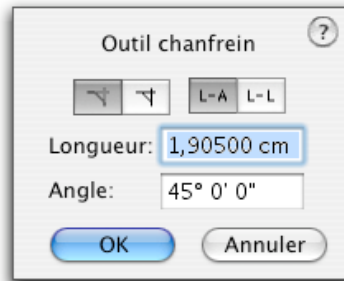 ?
Outil chanfrein
L-A L-L
Longueur: 1,90500 cm
Angle: 45° 0' 0"
OK Annuler